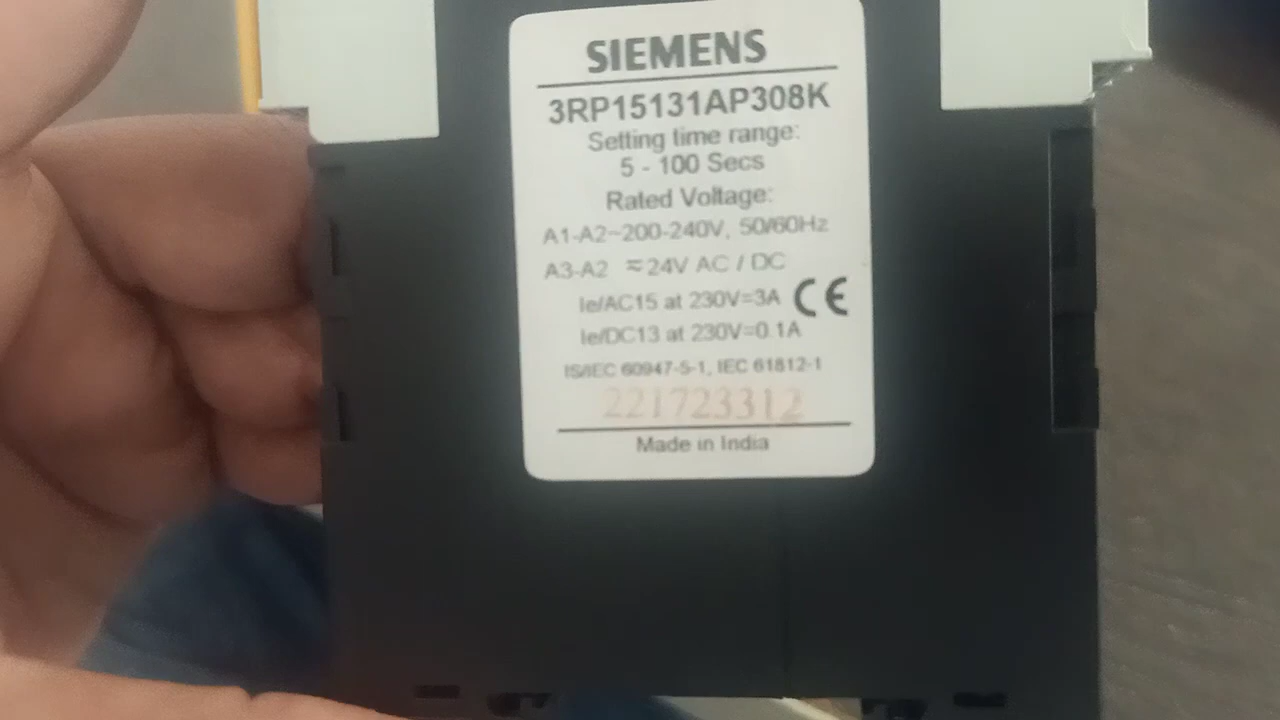 SIEMENS
3RP15131AP308K
Setting time range:
5 - 100 Secs
Rated Voltage:
A1-A2~200-240V, 50/60Hz
A3-A2 ≂24V AC / DC
Ie/AC15 at 230V=3A CE
Ie/DC13 at 230V=0.1A
IS/IEC 60947-5-1, IEC 61812-1
221723312
Made in India